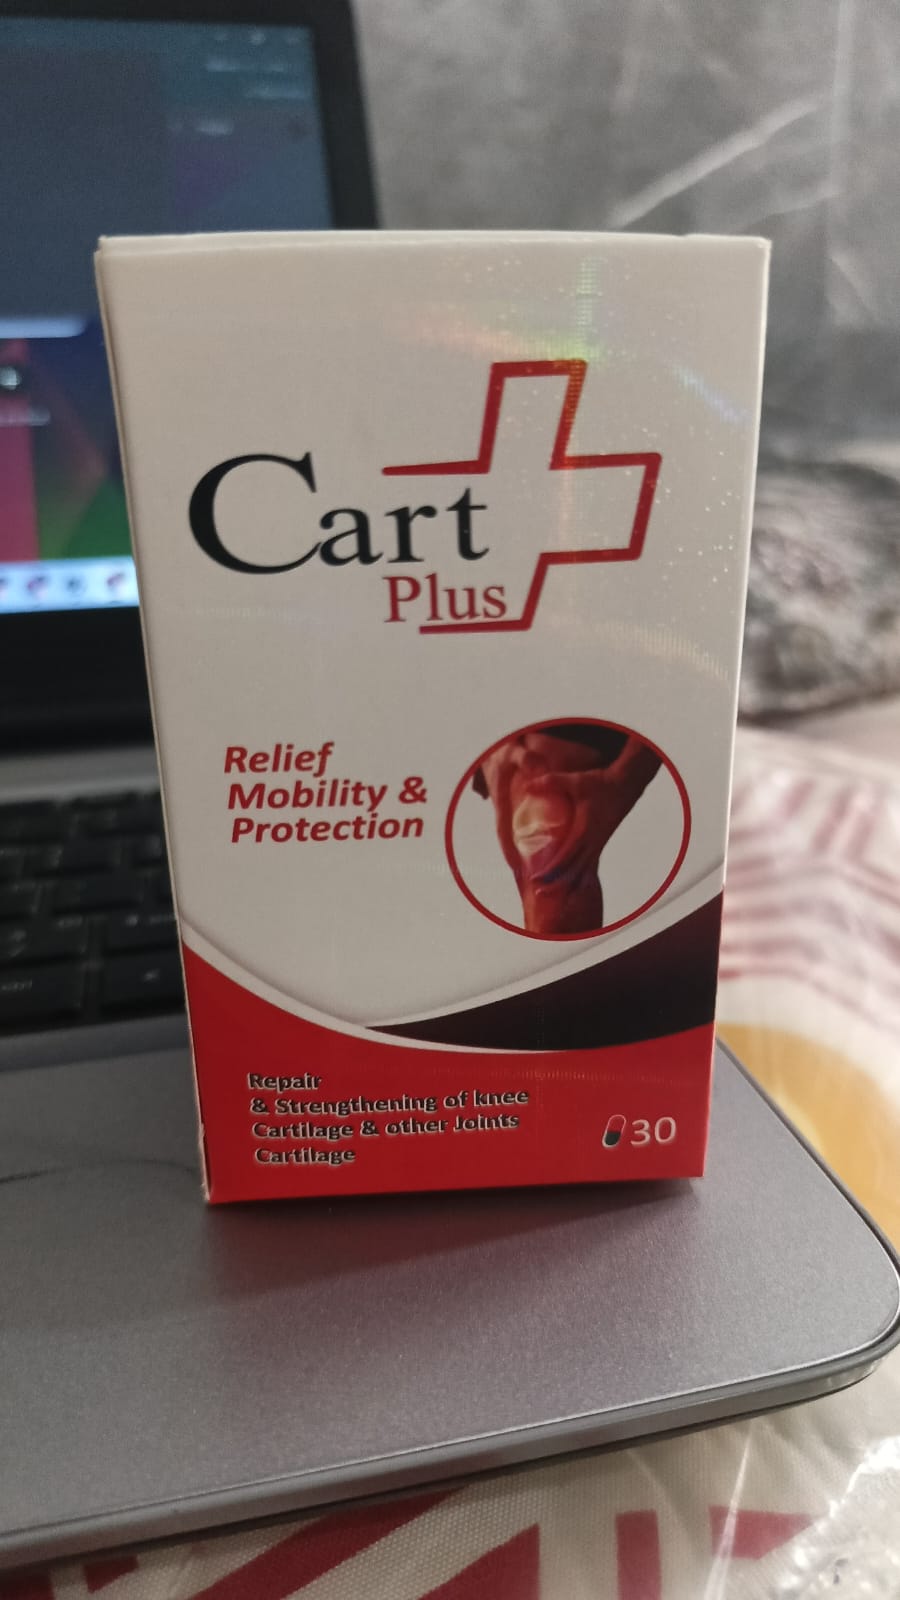 Cart
Plus
Relief
Mobility &
Protection
Repair
& Strengthening of knee
Cartilage & other Joints
Cartilage
30